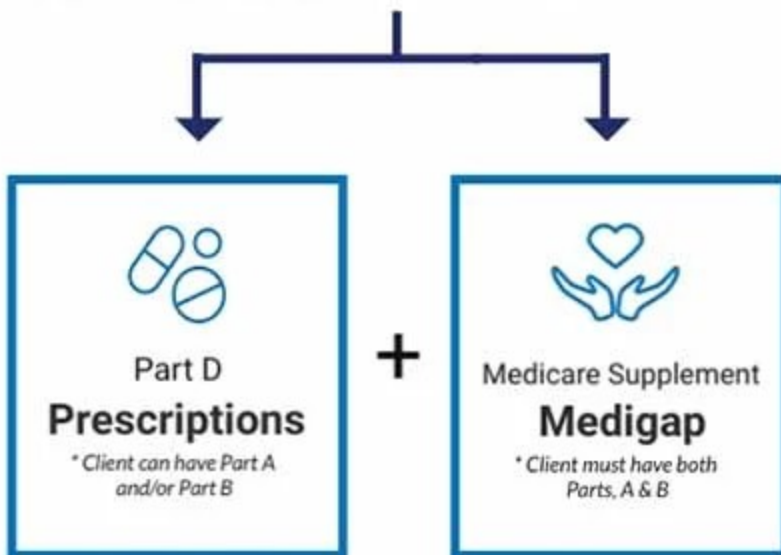 Part D
Prescriptions
* Client can have Part A
and/or Part B
+
Medicare Supplement
Medigap
* Client must have both
Parts, A & B